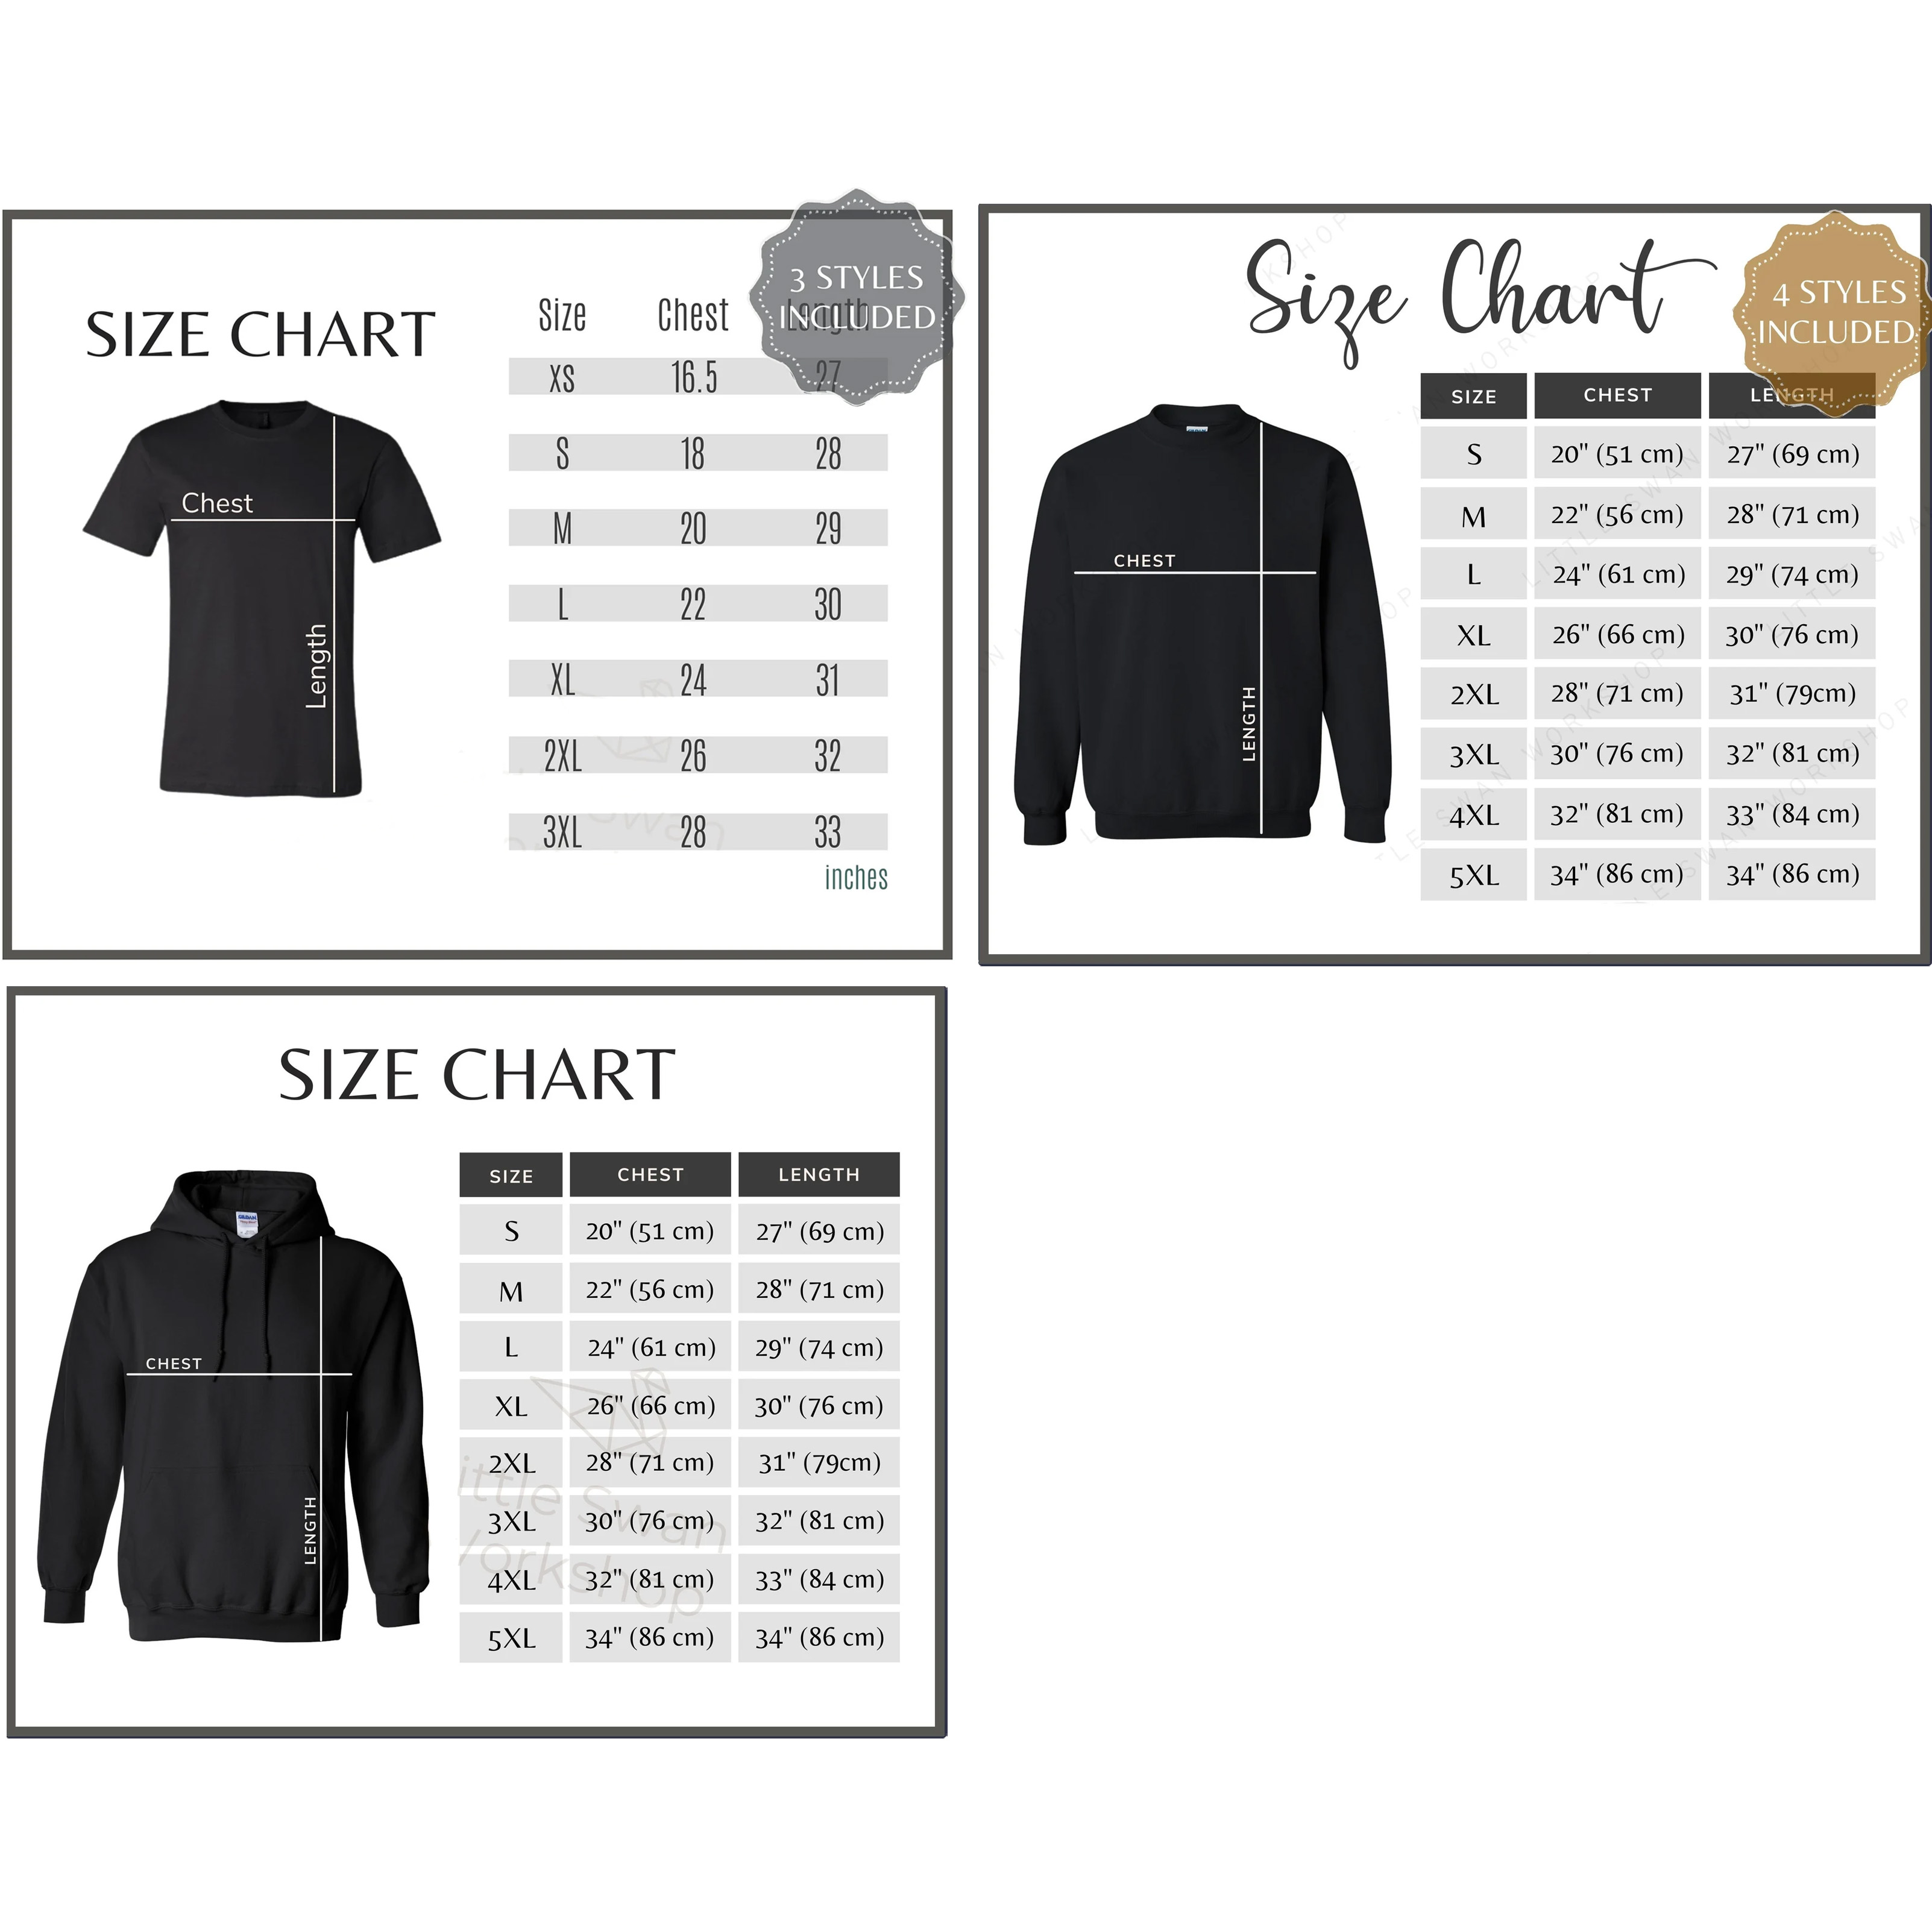 3 STYLES
INCLUDED
SIZE CHART
Size Chest Length
XS 16.5 27
S 18 28
M 20 29
L 22 30
XL 24 31
2XL 26 32
3XL 28 33
inches
Chest
Length
Size Chart
4 STYLES
INCLUDED
SIZE CHEST LENGTH
S 20" (51 cm) 27" (69 cm)
M 22" (56 cm) 28" (71 cm)
L 24" (61 cm) 29" (74 cm)
XL 26" (66 cm) 30" (76 cm)
2XL 28" (71 cm) 31" (79cm)
3XL 30" (76 cm) 32" (81 cm)
4XL 32" (81 cm) 33" (84 cm)
5XL 34" (86 cm) 34" (86 cm)
CHEST
LENGTH
LITTLE SWAN WORKSHOP
SIZE CHART
SIZE CHEST LENGTH
S 20" (51 cm) 27" (69 cm)
M 22" (56 cm) 28" (71 cm)
L 24" (61 cm) 29" (74 cm)
XL 26" (66 cm) 30" (76 cm)
2XL 28" (71 cm) 31" (79cm)
3XL 30" (76 cm) 32" (81 cm)
4XL 32" (81 cm) 33" (84 cm)
5XL 34" (86 cm) 34" (86 cm)
GILDAN
CHEST
LENGTH
ittle Swan
orkshop